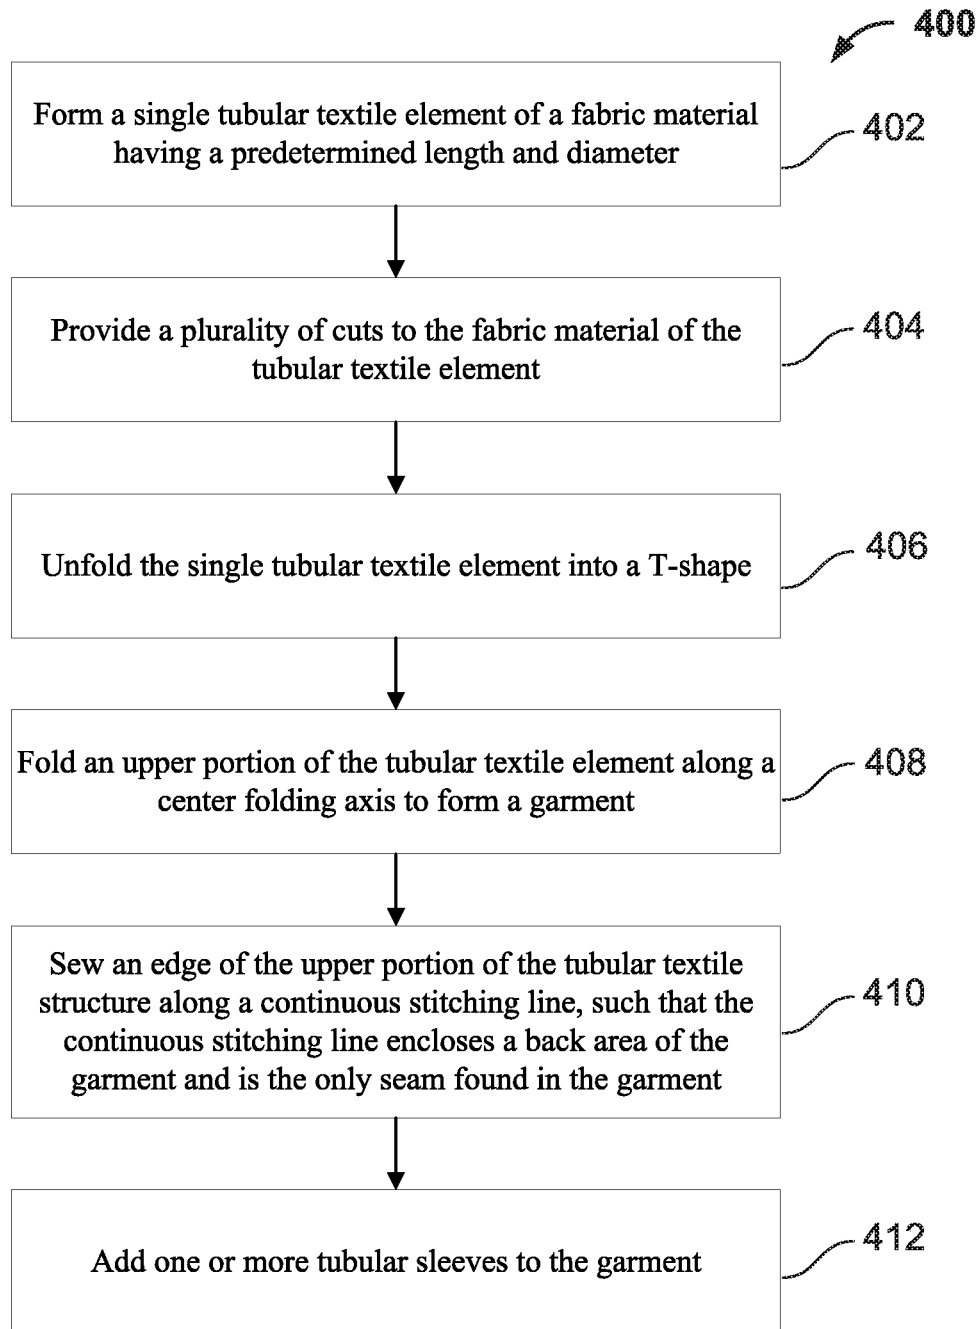 400
Form a single tubular textile element of a fabric material
having a predetermined length and diameter
402
Provide a plurality of cuts to the fabric material of the
tubular textile element
404
Unfold the single tubular textile element into a T-shape
406
Fold an upper portion of the tubular textile element along a
center folding axis to form a garment
408
Sew an edge of the upper portion of the tubular textile
structure along a continuous stitching line, such that the
continuous stitching line encloses a back area of the
garment and is the only seam found in the garment
410
Add one or more tubular sleeves to the garment
412